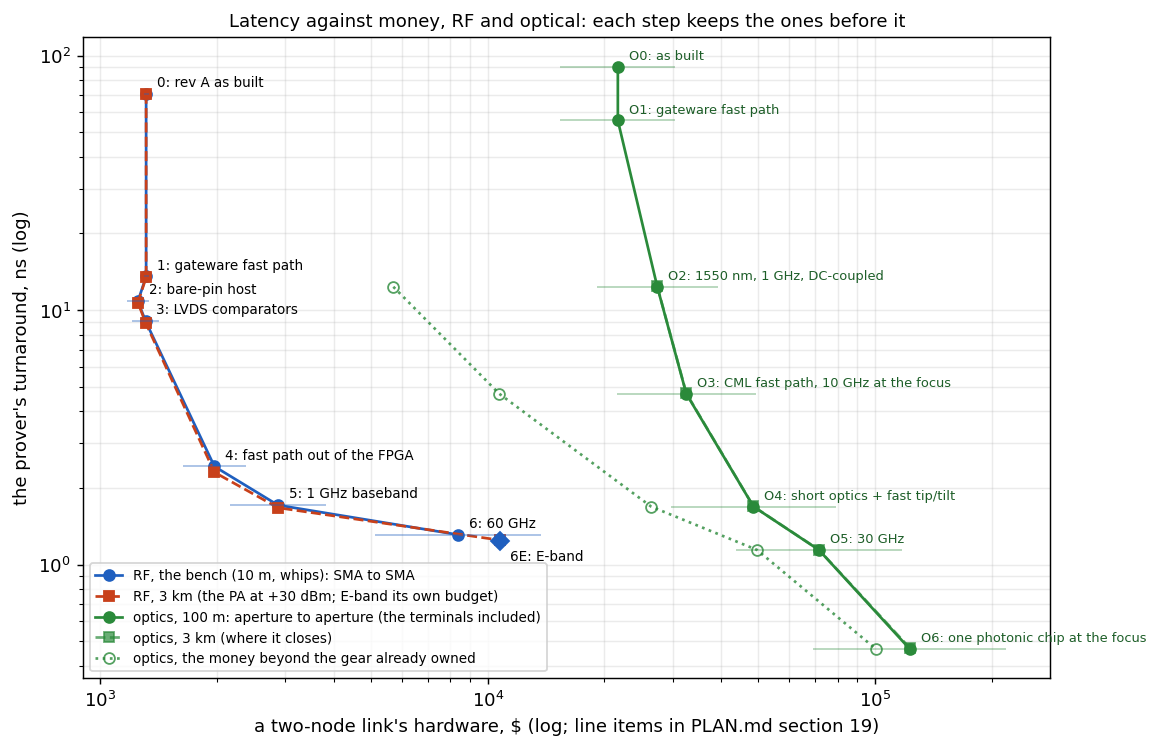 Latency against money, RF and optical: each step keeps the ones before it
10²
O0: as built
0: rev A as built
O1: gateware fast path
1: gateware fast path
O2: 1550 nm, 1 GHz, DC-coupled
2: bare-pin host
3: LVDS comparators
10¹
the prover's turnaround, ns (log)
O3: CML fast path, 10 GHz at the focus
4: fast path out of the FPGA
5: 1 GHz baseband
O4: short optics + fast tip/tilt
6: 60 GHz
O5: 30 GHz
6E: E-band
10⁰
RF, the bench (10 m, whips): SMA to SMA
RF, 3 km (the PA at +30 dBm; E-band its own budget)
optics, 100 m: aperture to aperture (the terminals included)
optics, 3 km (where it closes)
optics, the money beyond the gear already owned
O6: one photonic chip at the focus
10³
10⁴
10⁵
a two-node link's hardware, $ (log; line items in PLAN.md section 19)